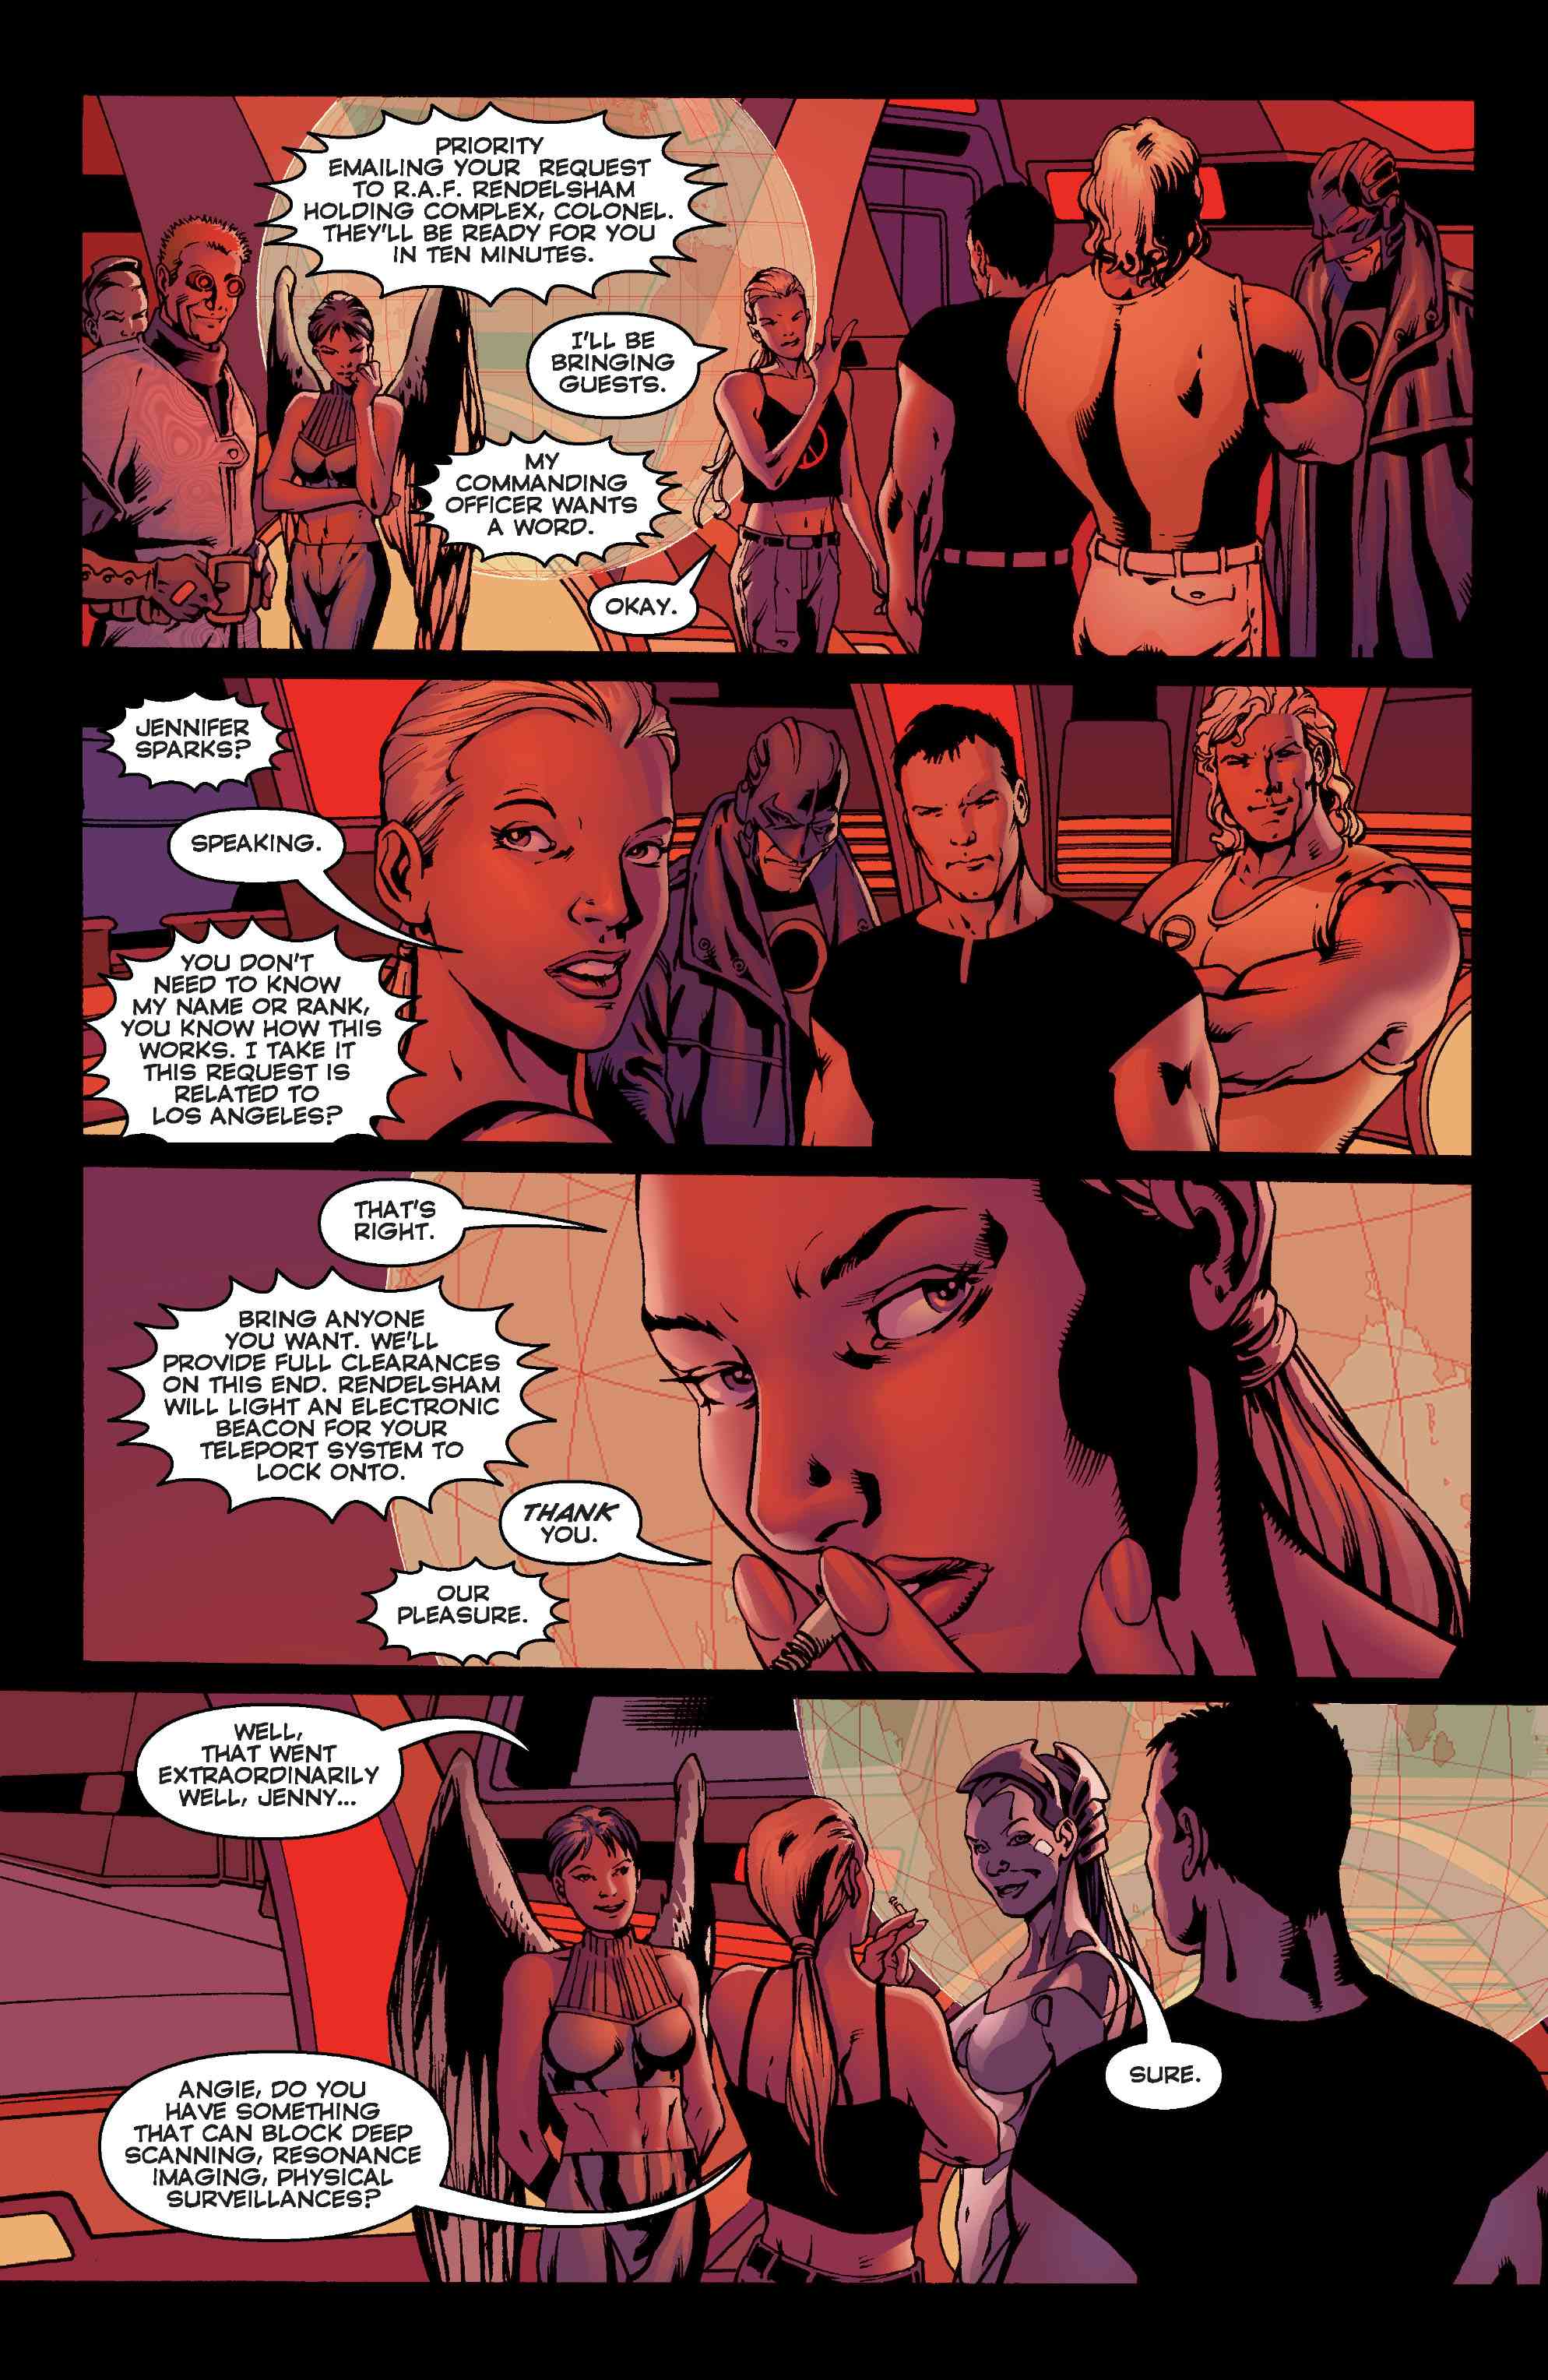 PRIORITY
EMAILING YOUR REQUEST
TO R.A.F. RENDELSHAM
HOLDING COMPLEX, COLONEL.
THEY'LL BE READY FOR YOU
IN TEN MINUTES.
I'LL BE
BRINGING
GUESTS.
MY
COMMANDING
OFFICER WANTS
A WORD.
OKAY.
JENNIFER
SPARKS?
SPEAKING.
YOU DON'T
NEED TO KNOW
MY NAME OR RANK,
YOU KNOW HOW THIS
WORKS. I TAKE IT
THIS REQUEST IS
RELATED TO
LOS ANGELES?
THAT'S
RIGHT.
BRING ANYONE
YOU WANT. WE'LL
PROVIDE FULL CLEARANCES
ON THIS END. RENDELSHAM
WILL LIGHT AN ELECTRONIC
BEACON FOR YOUR
TELEPORT SYSTEM TO
LOCK ONTO.
THANK
YOU.
OUR
PLEASURE.
WELL,
THAT WENT
EXTRAORDINARILY
WELL, JENNY...
ANGIE, DO YOU
HAVE SOMETHING
THAT CAN BLOCK DEEP
SCANNING, RESONANCE
IMAGING, PHYSICAL
SURVEILLANCES?
SURE.